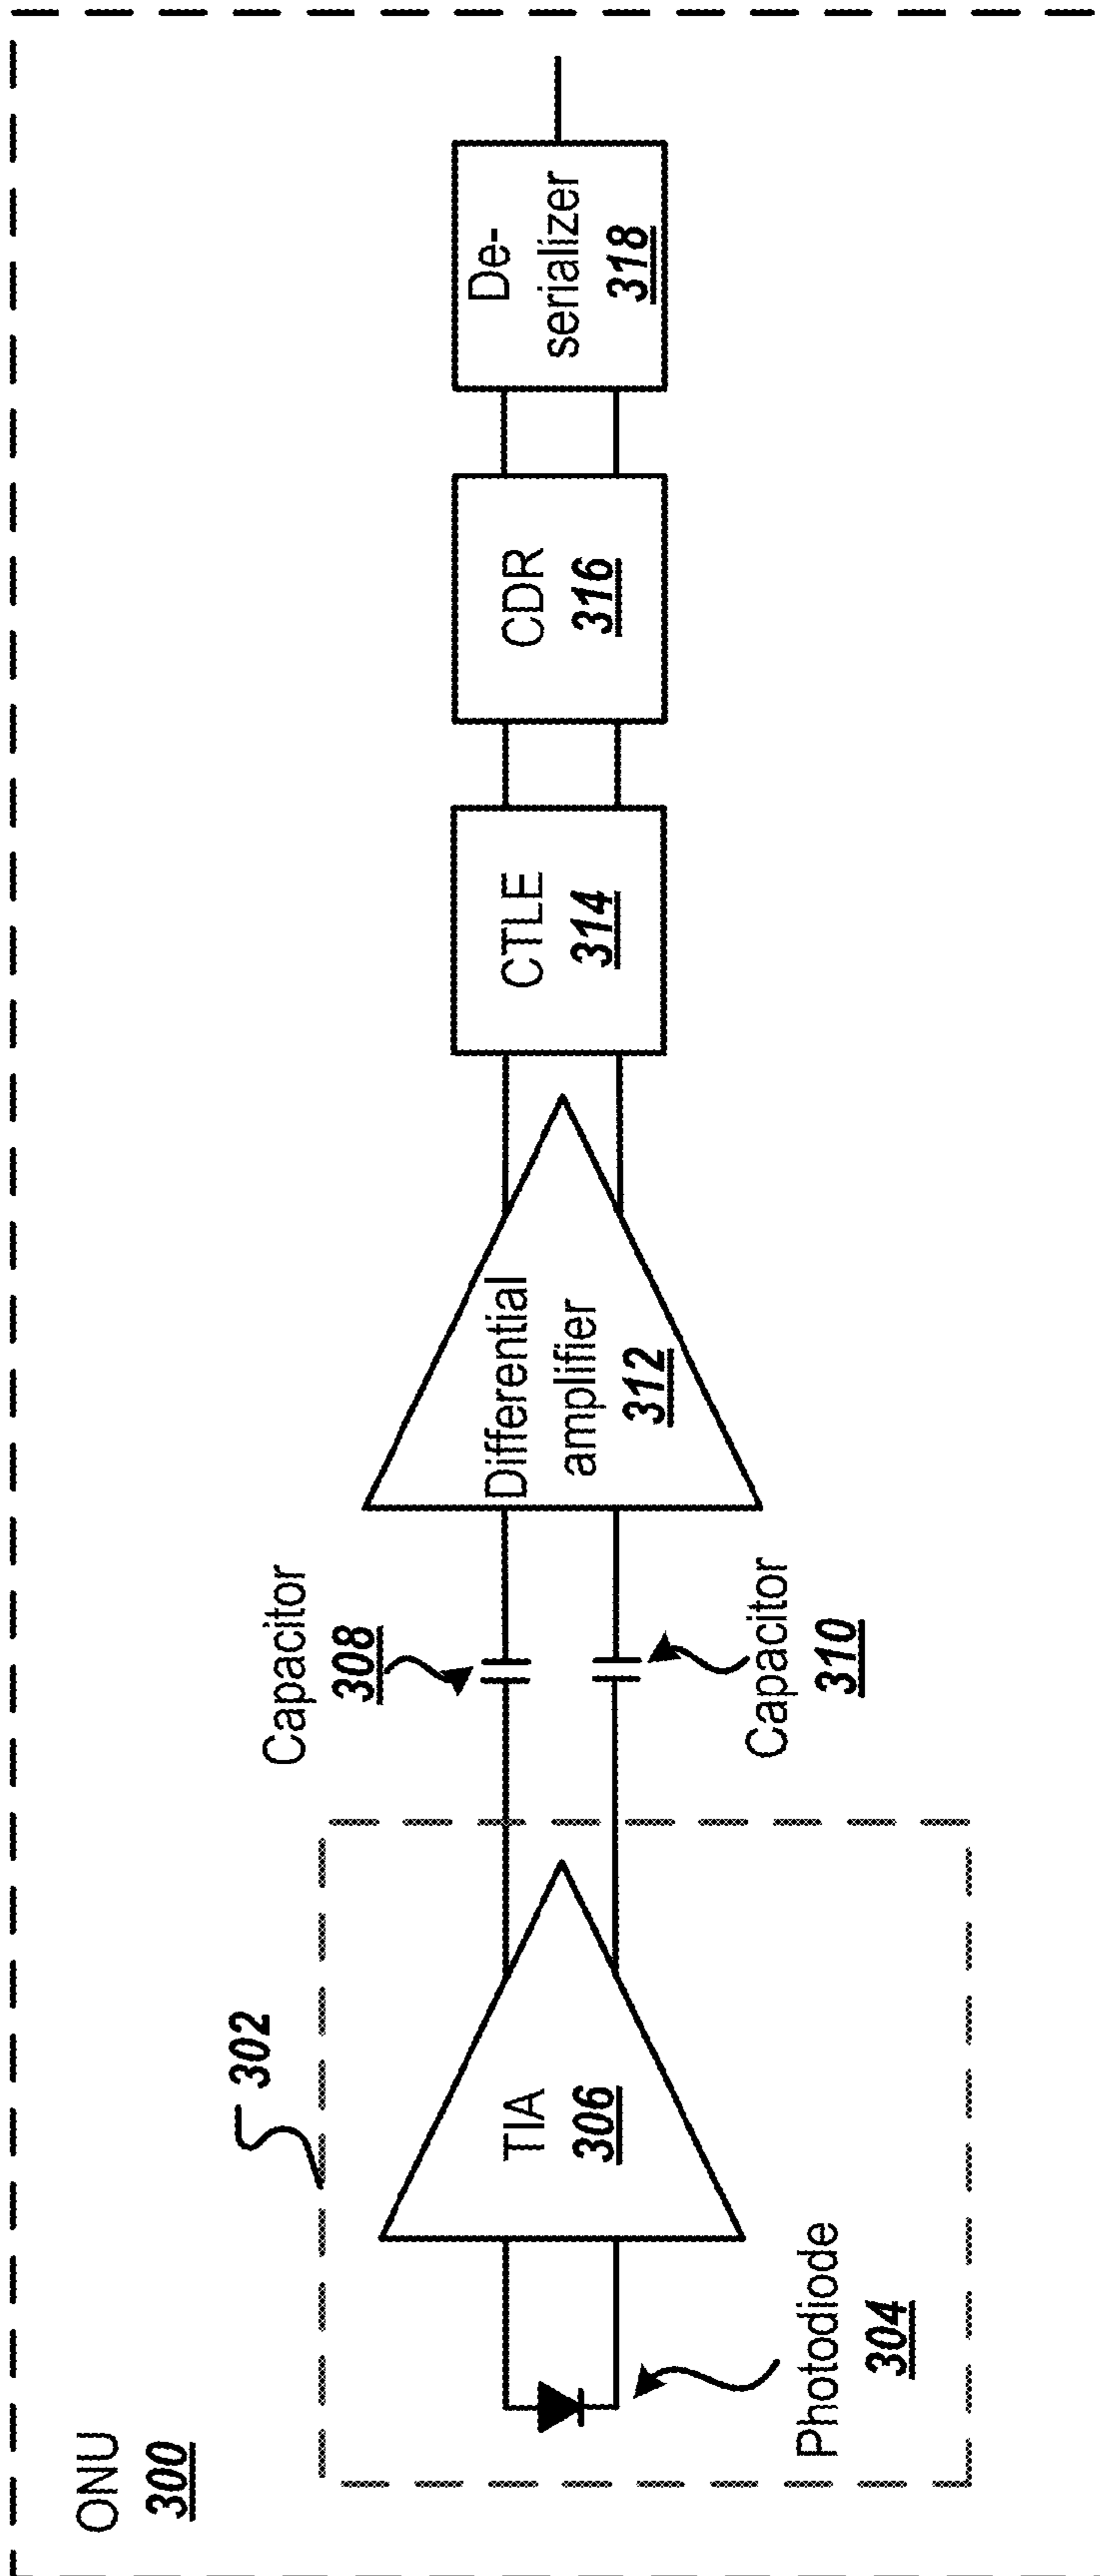 ONU
300
302
Photodiode
304
TIA
306
Capacitor
308
Capacitor
310
Differential
amplifier
312
CTLE
314
CDR
316
De-
serializer
318